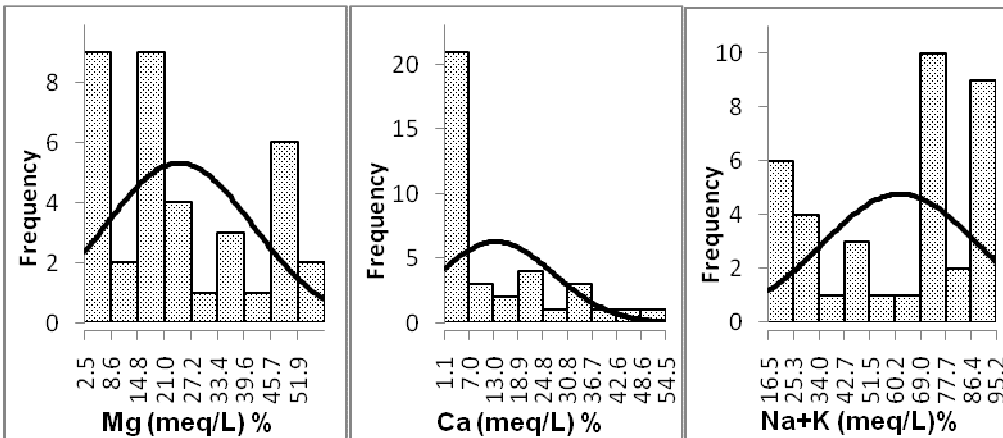 Frequency
8
6
4
2
0
2.5 8.6 14.8 21.0 27.2 33.4 39.6 45.7 51.9
Mg (meq/L) %
Frequency
20
15
10
5
0
1.1 7.0 13.0 18.9 24.8 30.8 36.7 42.6 48.6 54.5
Ca (meq/L) %
Frequency
10
8
6
4
2
0
16.5 25.3 34.0 42.7 51.5 60.2 69.0 77.7 86.4 95.2
Na+K (meq/L)%